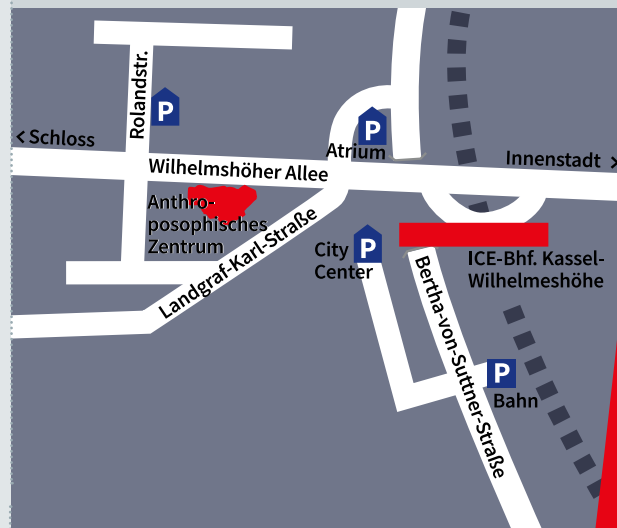 Rolandstr.
P
< Schloss
P
Atrium
Innenstadt >
Wilhelmshöher Allee
Anthro-
posophisches
Zentrum
Landgraf-Karl-Straße
City
Center
P
ICE-Bhf. Kassel-
Wilhelmeshöhe
Bertha-von-Suttner-Straße
P
Bahn